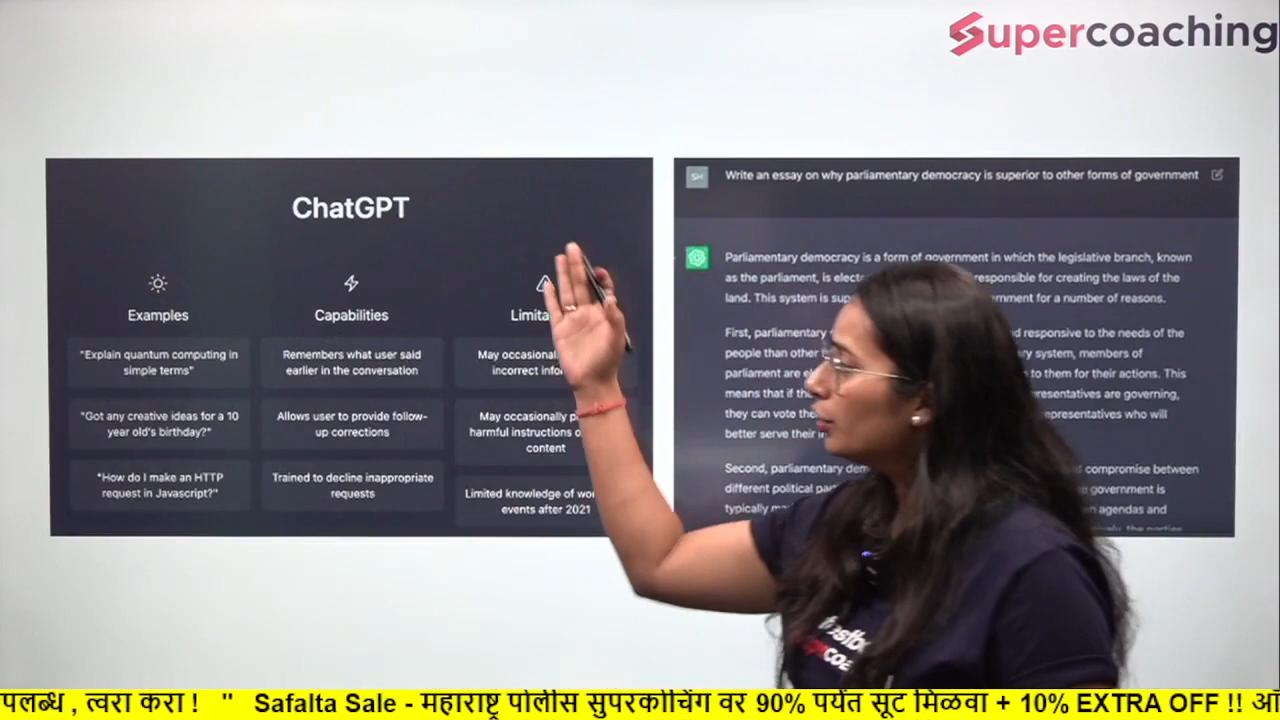 Supercoaching
ChatGPT
Examples
Capabilities
"Explain quantum computing in
simple terms"
"Got any creative ideas for a 10
year old's birthday?"
"How do I make an HTTP
request in Javascript?"
Remembers what user said
earlier in the conversation
Allows user to provide follow-
up corrections
Trained to decline inappropriate
requests
May
incorrect
May occasionally
harmful instructions
content
Limited knowledge of
events after 2021
SH
Write an essay on why parliamentary democracy is superior to other forms of government
Parliamentary democracy is a form of government in which the legislative branch, known
as the parliament, is responsible for creating the laws of the
land. This system is for a number of reasons.
First, parliamentary responsive to the needs of the
people than other system, members of
parliament are to them for their actions. This
means that if the are governing,
they can vote who will
better serve their
Second, parliamentary compromise between
different political government is
typically agendas and
the parties
त्वरा करा ! " Safalta Sale - महाराष्ट्र पोलीस सुपरकोचिंग वर 90% पर्यंत सूट मिळवा + 10% EXTRA OFF !!